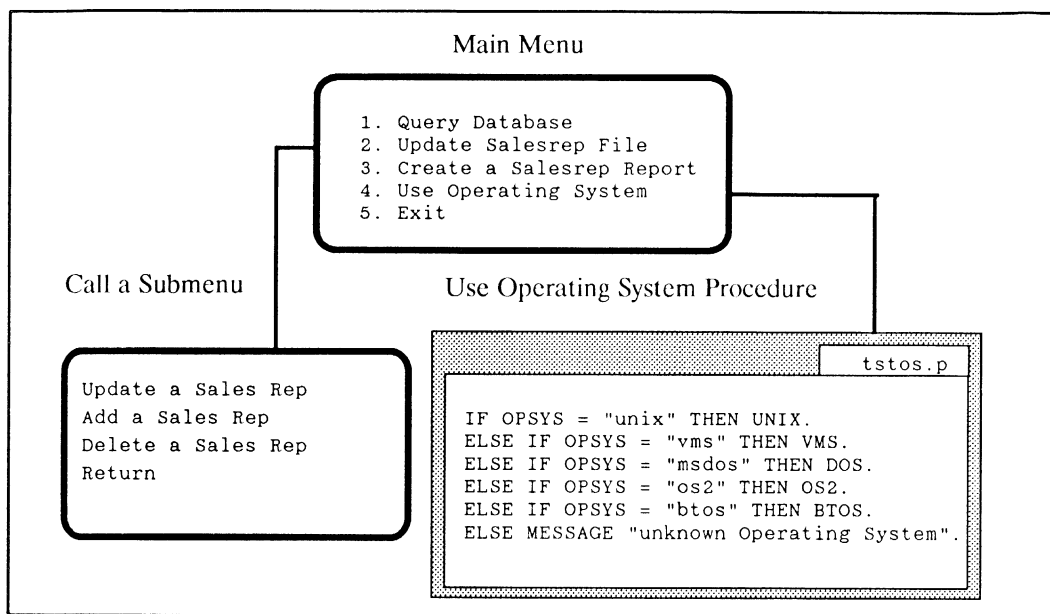 Main Menu
1. Query Database
2. Update Salesrep File
3. Create a Salesrep Report
4. Use Operating System
5. Exit
Call a Submenu
Use Operating System Procedure
Update a Sales Rep
Add a Sales Rep
Delete a Sales Rep
Return
tstos.p
IF OPSYS = "unix" THEN UNIX.
ELSE IF OPSYS = "vms" THEN VMS.
ELSE IF OPSYS = "msdos" THEN DOS.
ELSE IF OPSYS = "os2" THEN OS2.
ELSE IF OPSYS = "btos" THEN BTOS.
ELSE MESSAGE "unknown Operating System".